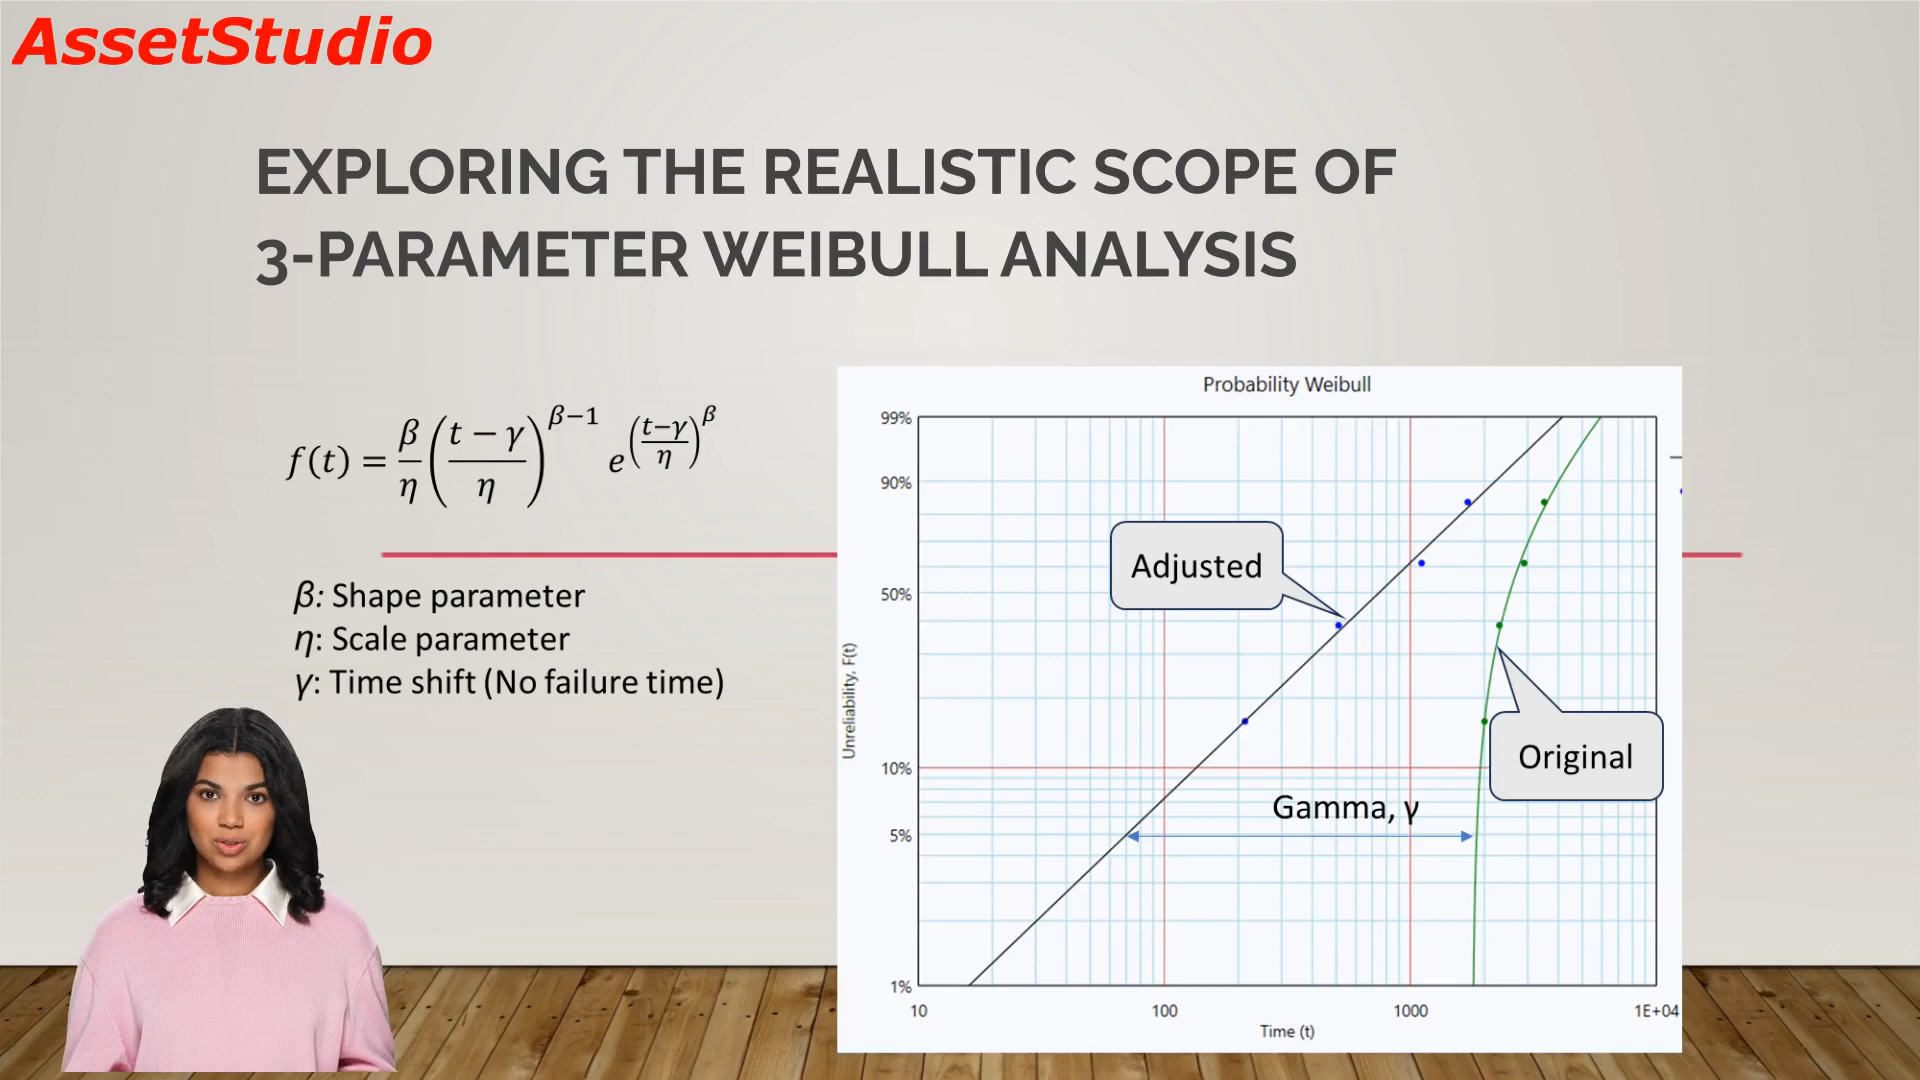 AssetStudio
EXPLORING THE REALISTIC SCOPE OF
3-PARAMETER WEIBULL ANALYSIS
f(t) = β/η ((t − γ)/η)^(β−1) e^((t−γ)/η)^β
β: Shape parameter
η: Scale parameter
γ: Time shift (No failure time)
Probability Weibull
99%
90%
50%
10%
5%
1%
Unreliability, F(t)
Adjusted
Original
Gamma, γ
10
100
1000
1E+04
Time (t)